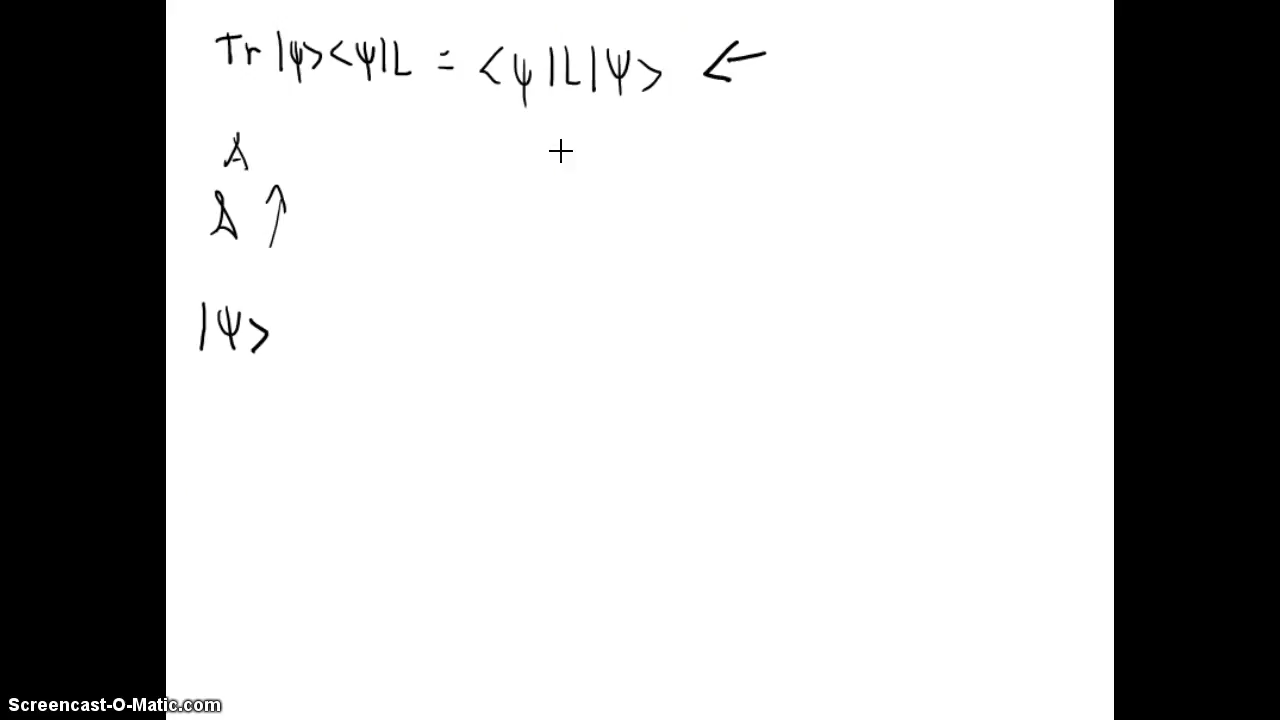 Tr |ψ><ψ|L = <ψ|L|ψ> ←
A
A ↑
|ψ>
Screencast-O-Matic.com